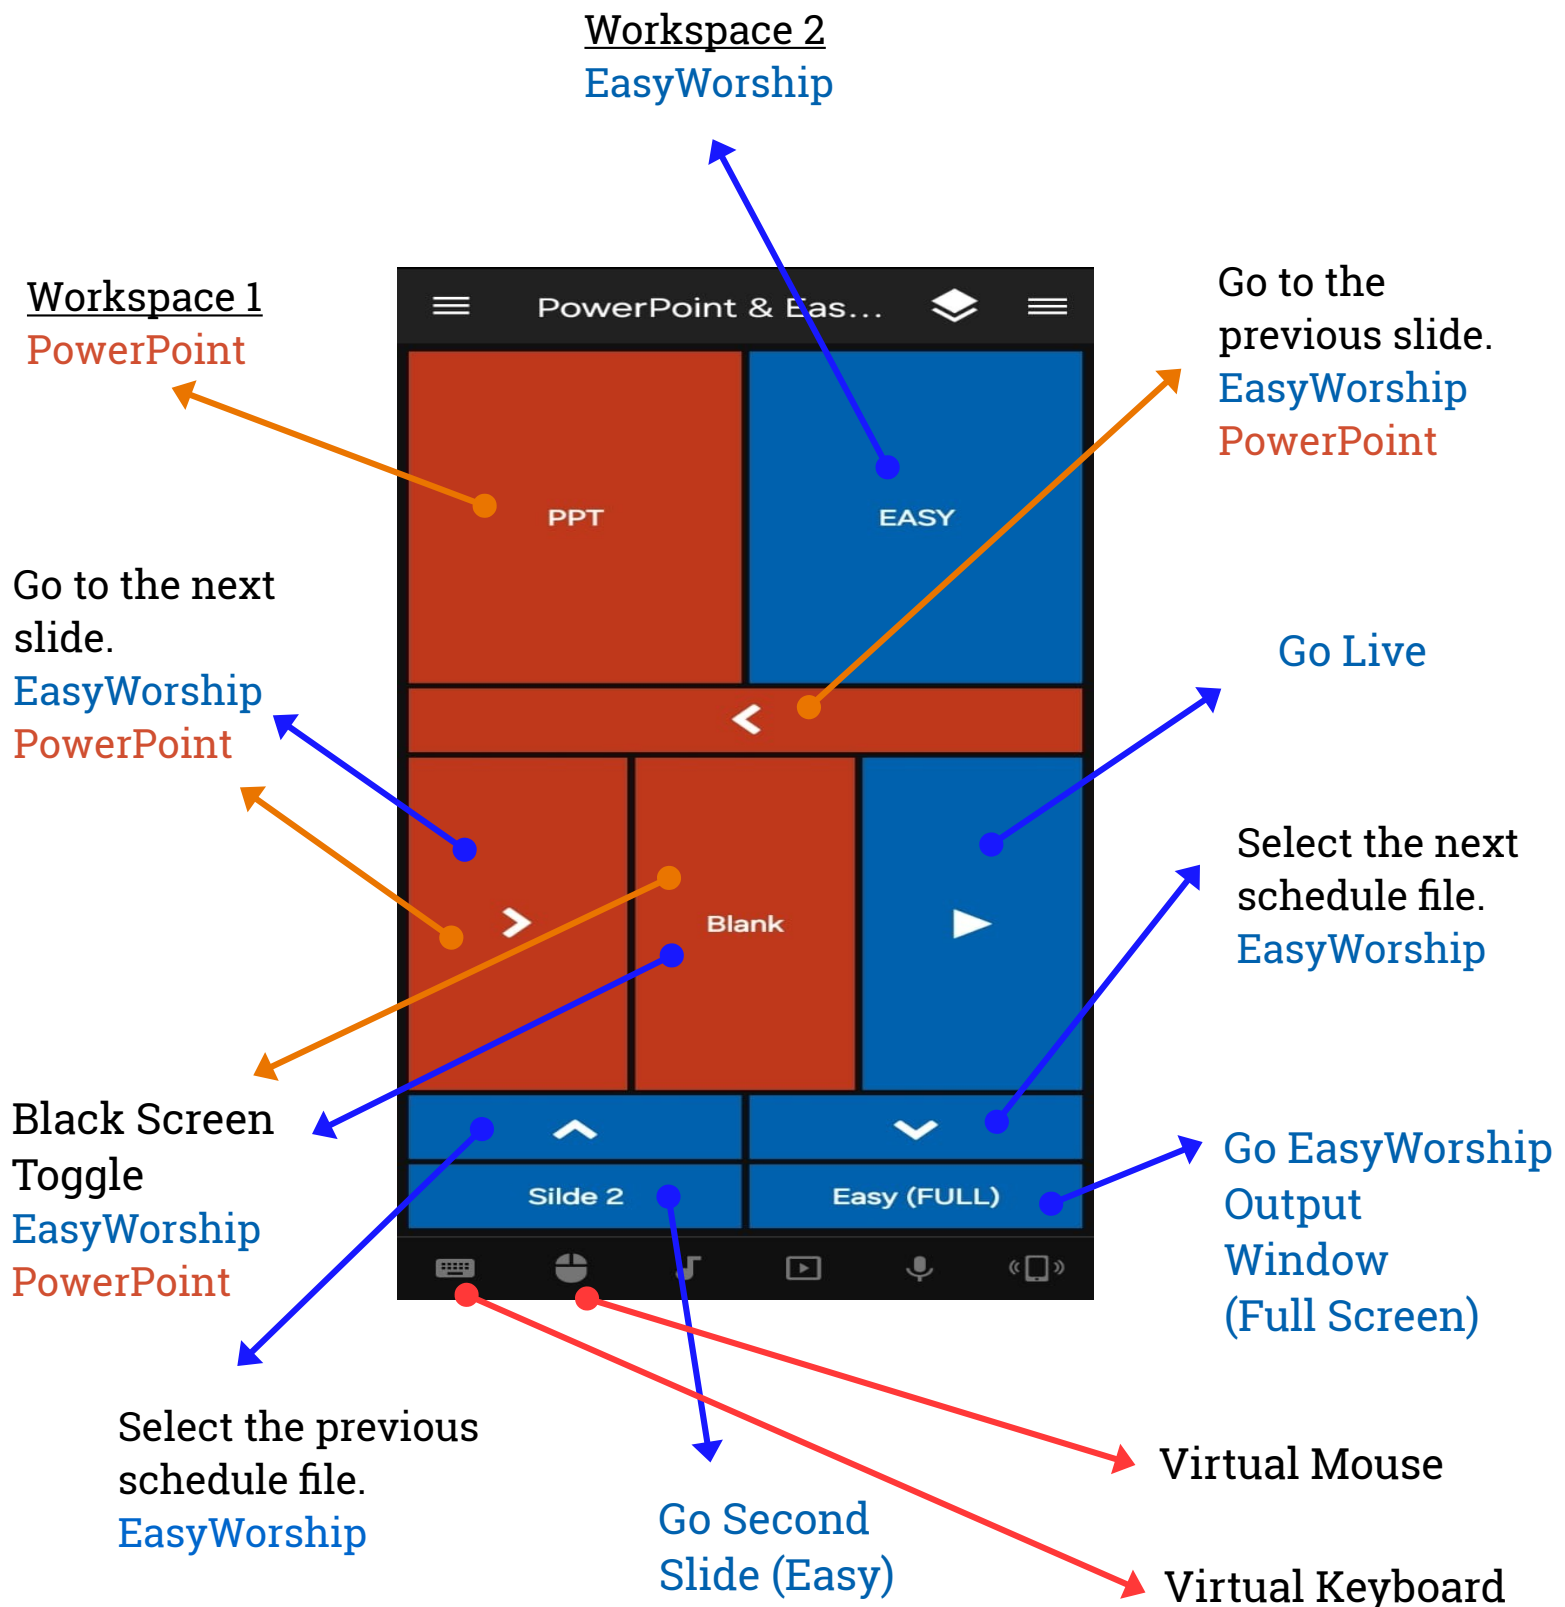 Workspace 2
EasyWorship
Workspace 1
PowerPoint
Go to the
previous slide.
EasyWorship
PowerPoint
PowerPoint & Eas...
PPT
EASY
Go to the next
slide.
EasyWorship
PowerPoint
Go Live
Blank
Select the next
schedule file.
EasyWorship
Black Screen
Toggle
EasyWorship
PowerPoint
Silde 2
Easy (FULL)
Go EasyWorship
Output
Window
(Full Screen)
Select the previous
schedule file.
EasyWorship
Go Second
Slide (Easy)
Virtual Mouse
Virtual Keyboard